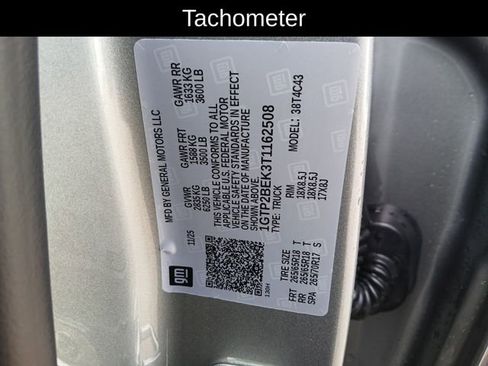 Tachometer
MFD BY GENERAL MOTORS LLC
11/25
GVWR
2835 KG
6250 LB
GAWR FRT
1588 KG
3500 LB
GAWR RR
1633 KG
3600 LB
THIS VEHICLE CONFORMS TO ALL
APPLICABLE U.S. FEDERAL MOTOR
VEHICLE SAFETY STANDARDS IN EFFECT
ON THE DATE OF MANUFACTURE
SHOWN ABOVE.
1GTP2BEK3T1162508
TYPE: TRUCK
MODEL: 38T4C43
gm
130H
TIRE SIZE RIM
FRT 265/65R18 T 18X8.5J
RR 265/65R18 T 18X8.5J
SPA 265/70R17 S 17X8J